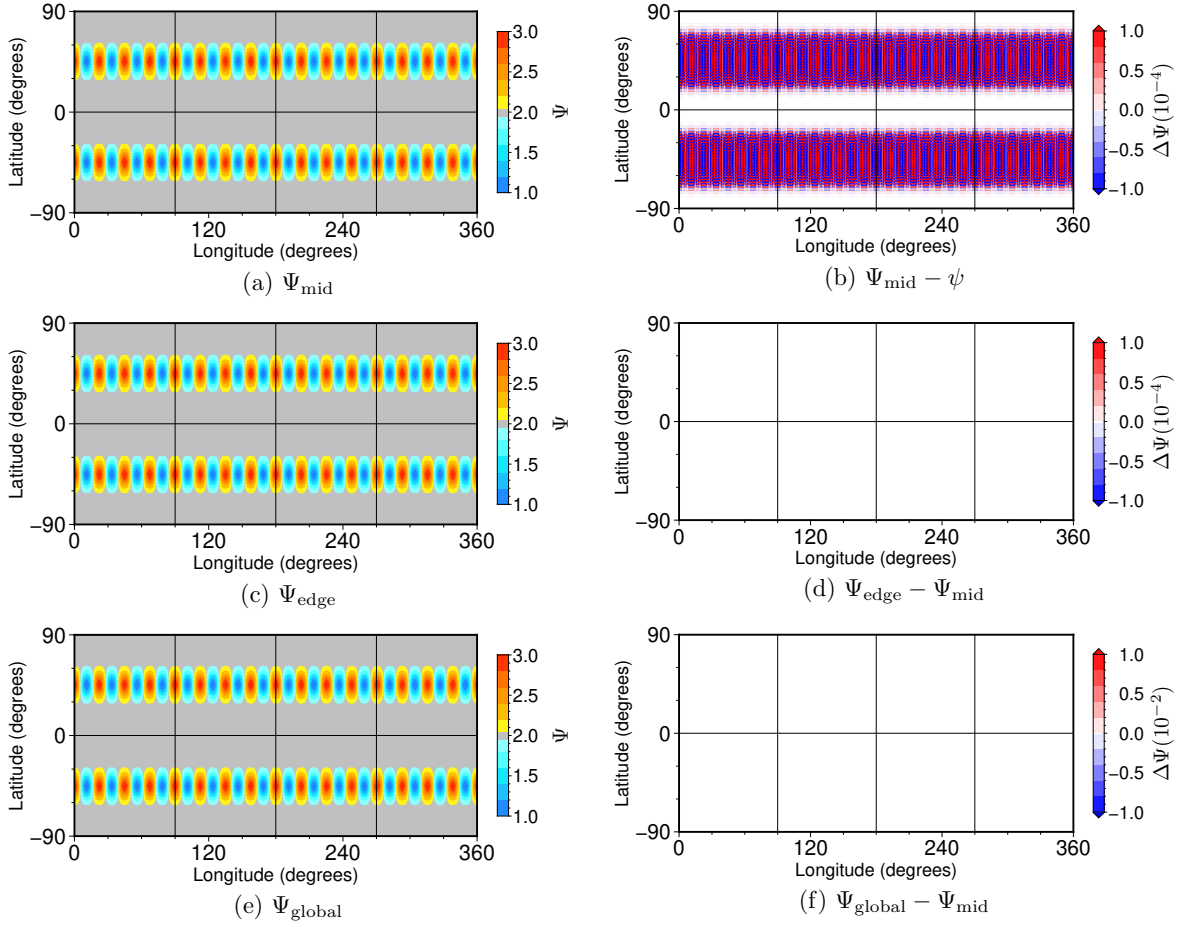 90
0
−90
Latitude (degrees)
0 120 240 360
Longitude (degrees)
3.0
2.5
2.0
1.5
1.0
Ψ
(a) Ψmid
90
0
−90
Latitude (degrees)
0 120 240 360
Longitude (degrees)
1.0
0.5
0.0
−0.5
−1.0
ΔΨ(10−4)
(b) Ψmid − ψ
90
0
−90
Latitude (degrees)
0 120 240 360
Longitude (degrees)
3.0
2.5
2.0
1.5
1.0
Ψ
(c) Ψedge
90
0
−90
Latitude (degrees)
0 120 240 360
Longitude (degrees)
1.0
0.5
0.0
−0.5
−1.0
ΔΨ(10−4)
(d) Ψedge − Ψmid
90
0
−90
Latitude (degrees)
0 120 240 360
Longitude (degrees)
3.0
2.5
2.0
1.5
1.0
Ψ
(e) Ψglobal
90
0
−90
Latitude (degrees)
0 120 240 360
Longitude (degrees)
1.0
0.5
0.0
−0.5
−1.0
ΔΨ(10−2)
(f) Ψglobal − Ψmid